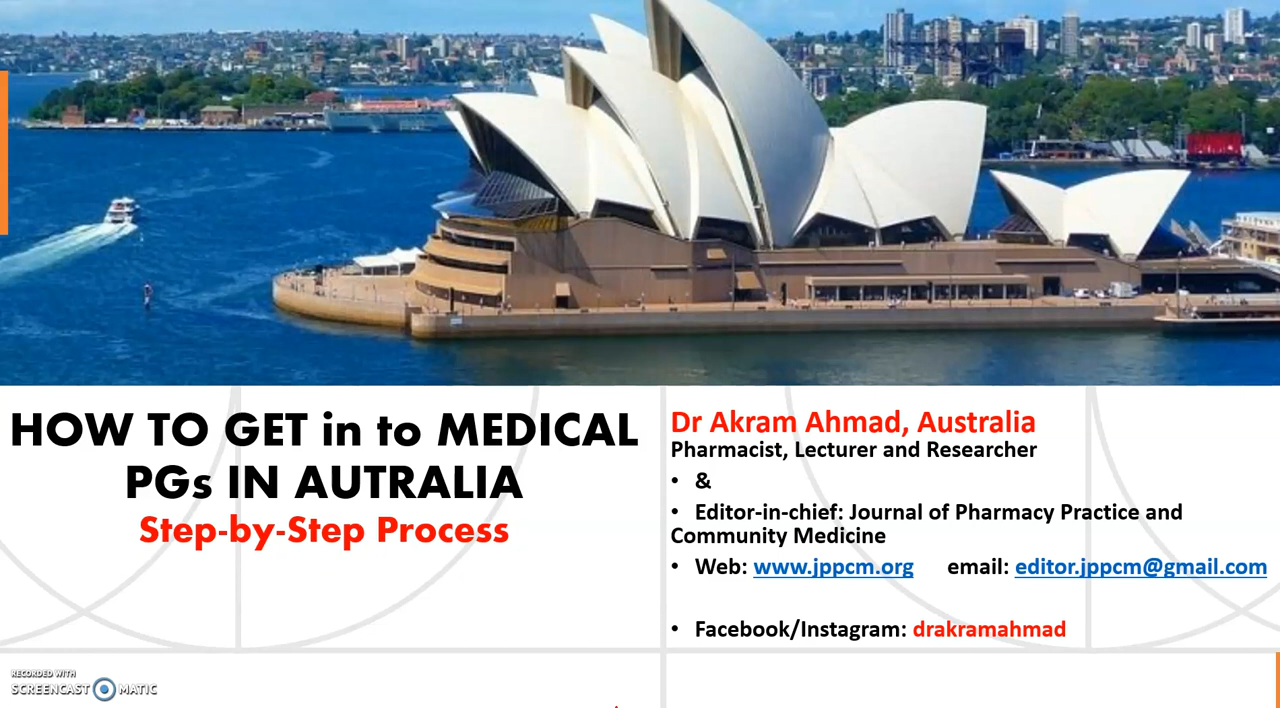 HOW TO GET in to MEDICAL
PGs IN AUTRALIA
Step-by-Step Process
Dr Akram Ahmad, Australia
Pharmacist, Lecturer and Researcher
• &
• Editor-in-chief: Journal of Pharmacy Practice and
Community Medicine
• Web: www.jppcm.org email: editor.jppcm@gmail.com
• Facebook/Instagram: drakramahmad
RECORDED WITH
SCREENCAST MATIC